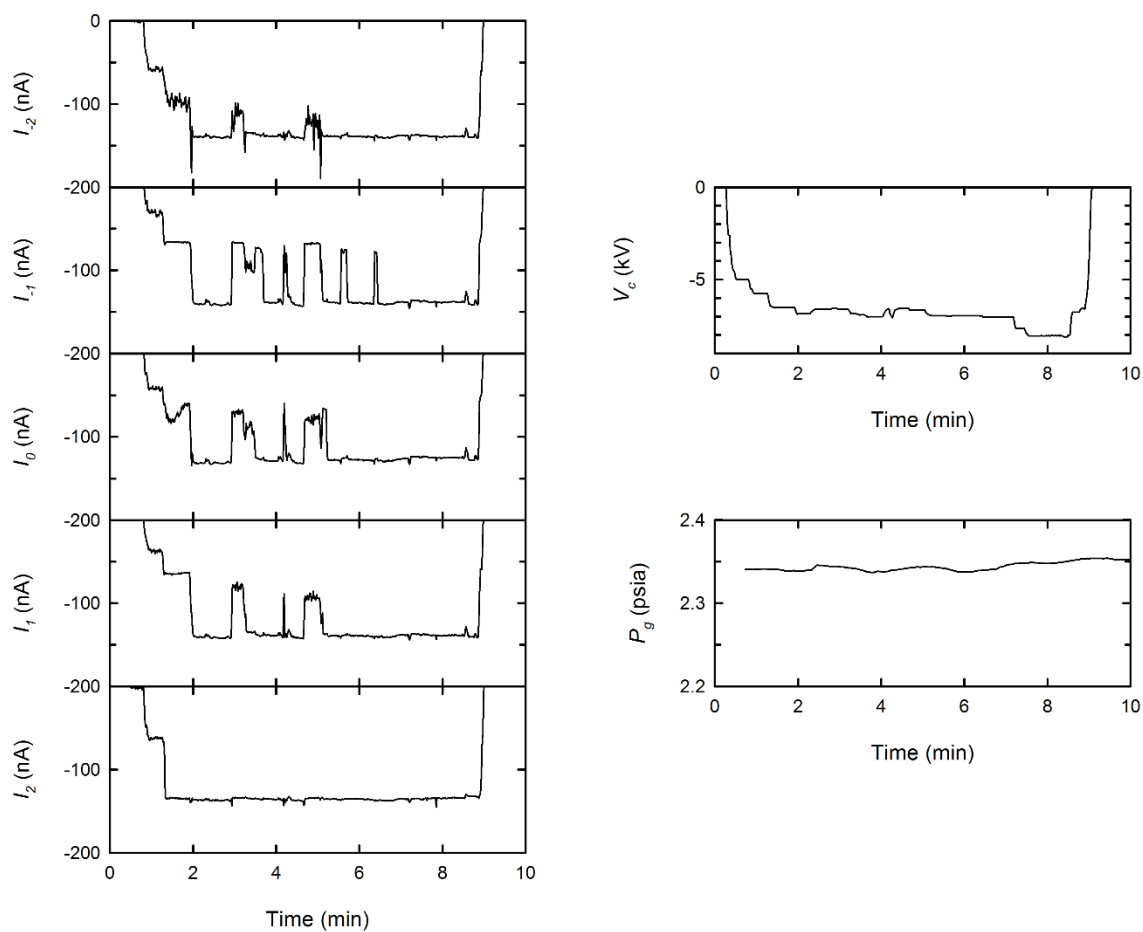 0
-100
-200
I-2 (nA)
-100
-200
I-1 (nA)
-100
-200
I0 (nA)
-100
-200
I1 (nA)
-100
-200
I2 (nA)
0 2 4 6 8 10
Time (min)
0
-5
Vc (kV)
0 2 4 6 8 10
Time (min)
2.4
2.3
2.2
Pg (psia)
0 2 4 6 8 10
Time (min)